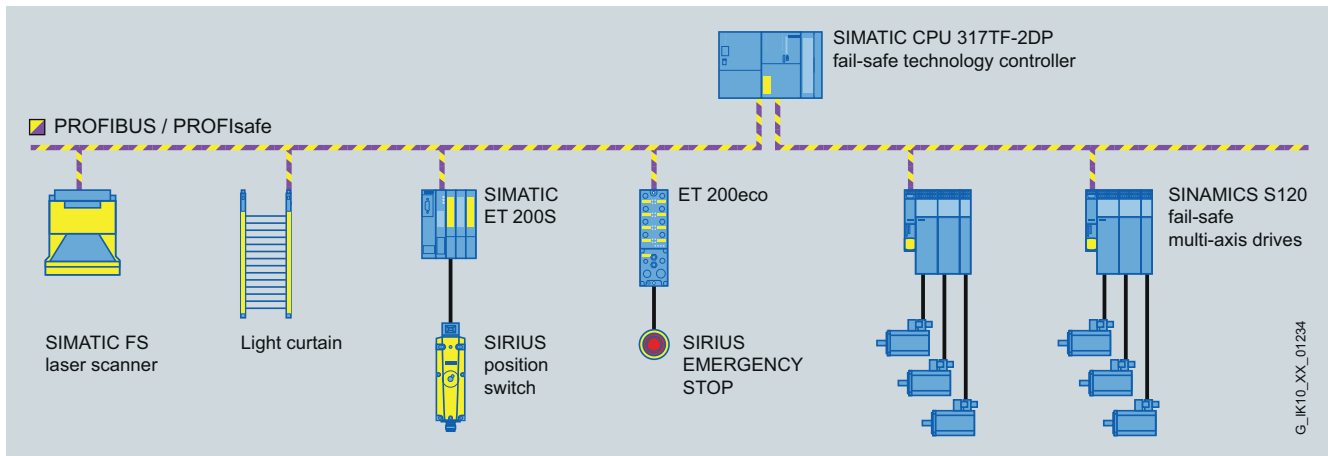 SIMATIC CPU 317TF-2DP
fail-safe technology controller
PROFIBUS / PROFIsafe
SIMATIC
ET 200S
ET 200eco
SINAMICS S120
fail-safe
multi-axis drives
SIMATIC FS
laser scanner
Light curtain
SIRIUS
position
switch
SIRIUS
EMERGENCY
STOP
G_IK10_XX_01234